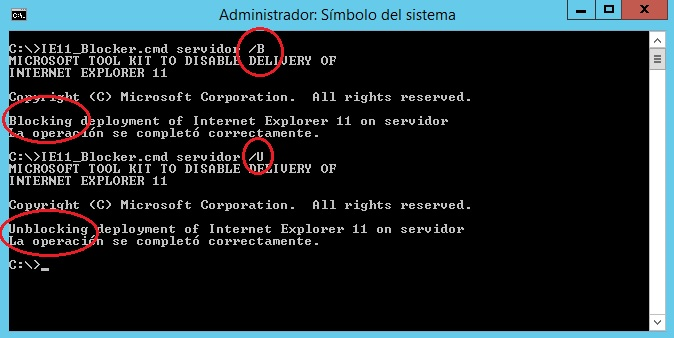 Administrador: Símbolo del sistema
C:\>IE11_Blocker.cmd servidor /B
MICROSOFT TOOL KIT TO DISABLE DELIVERY OF
INTERNET EXPLORER 11
Copyright (C) Microsoft Corporation.  All rights reserved.
Blocking deployment of Internet Explorer 11 on servidor
La operación se completó correctamente.
C:\>IE11_Blocker.cmd servidor /U
MICROSOFT TOOL KIT TO DISABLE DELIVERY OF
INTERNET EXPLORER 11
Copyright (C) Microsoft Corporation.  All rights reserved.
Unblocking deployment of Internet Explorer 11 on servidor
La operación se completó correctamente.
C:\>_